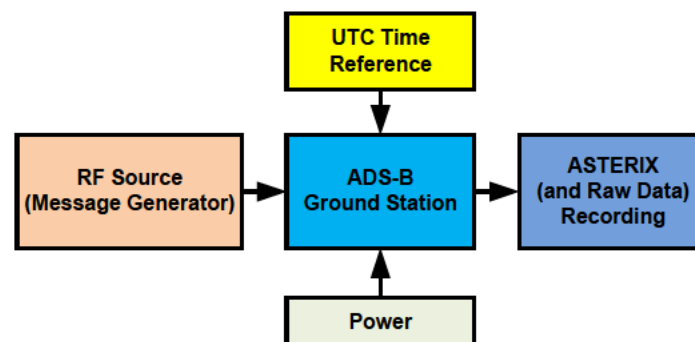 UTC Time
Reference
RF Source
(Message Generator)
ADS-B
Ground Station
ASTERIX
(and Raw Data)
Recording
Power